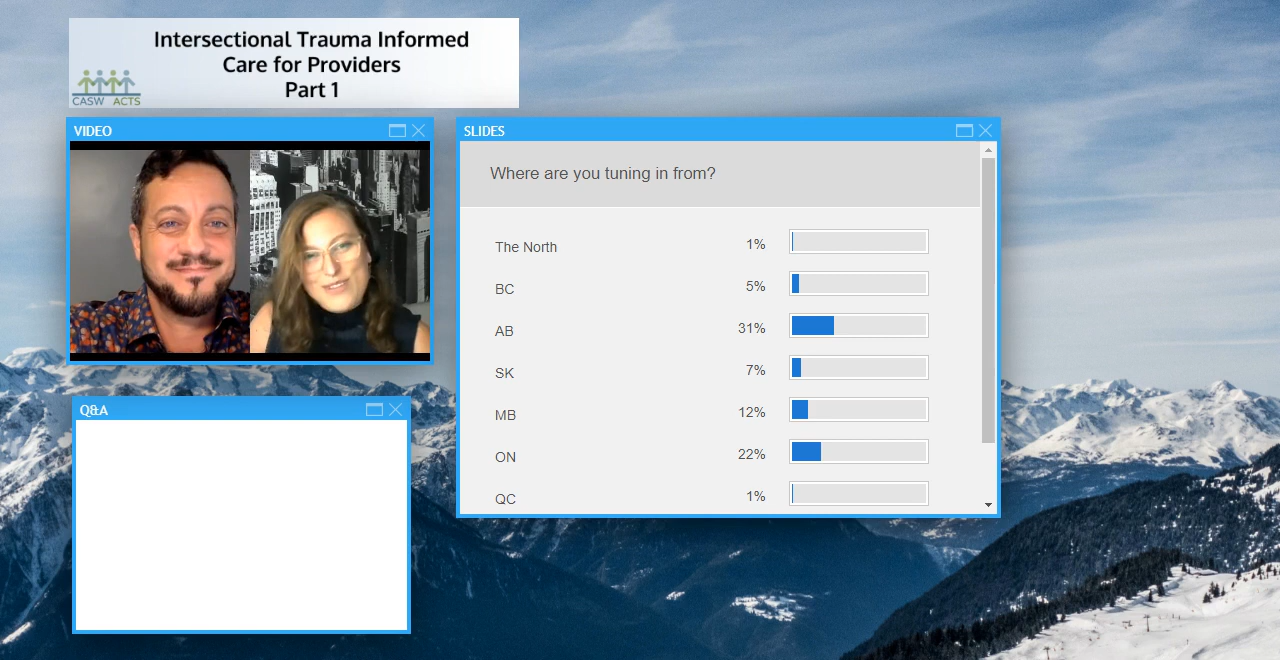 Intersectional Trauma Informed
Care for Providers
Part 1
CASW ACTS
VIDEO
SLIDES
Where are you tuning in from?
The North 1%
BC 5%
AB 31%
SK 7%
MB 12%
ON 22%
QC 1%
Q&A